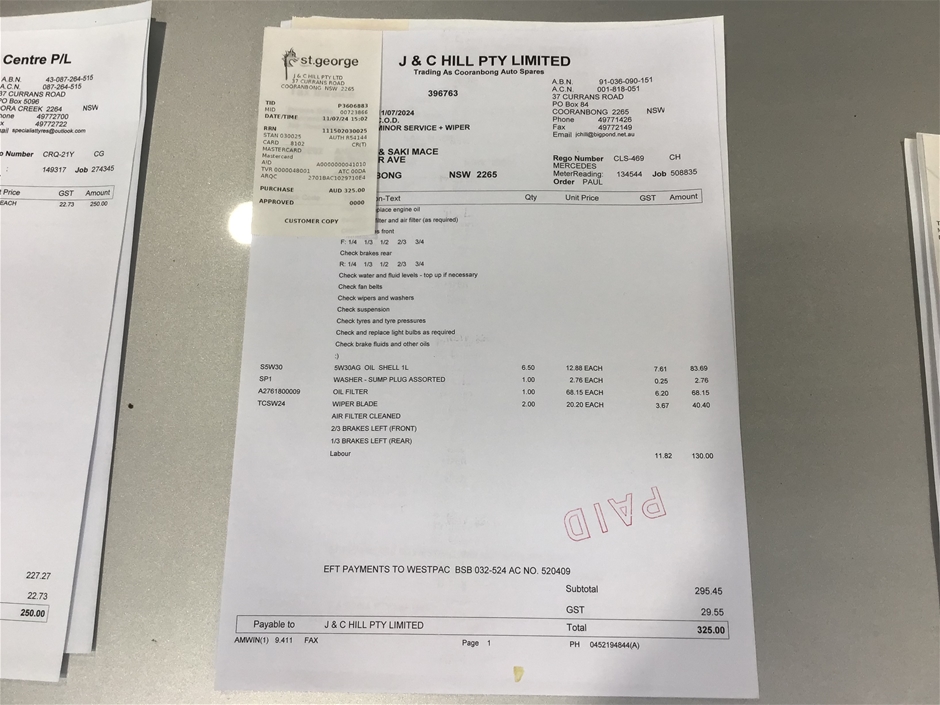 Centre P/L
A.B.N. 43-087-264-515
A.C.N. 087-264-515
PO Box 5096
ORA CREEK 2264 NSW
hone 49772700
49772722
ail specialiattyres@outlook.com
go Number CRQ-21Y CG
: 149317 Job 274345
t Price GST Amount
EACH 22.73 250.00
227.27
22.73
250.00
st.george
J & C HILL PTY LTD
37 CURRANS ROAD
COORANBONG NSW 2265
TID P3606883
MID 00723866
DATE/TIME 11/07/24 15:02
RRN 111502030025
STAN 030025 AUTH R54144
CARD 8102 CR(T)
MASTERCARD
Mastercard
AID A0000000041010
TVR 0000048001 ATC 00DA
ARQC 2701BAC1029710E4
PURCHASE AUD 325.00
APPROVED 0000
CUSTOMER COPY
J & C HILL PTY LIMITED
Trading As Cooranbong Auto Spares
396763
A.B.N. 91-036-090-151
A.C.N. 001-818-051
37 CURRANS ROAD
PO Box 84
COORANBONG 2265 NSW
Phone 49771426
Fax 49772149
Email jchill@bigpond.net.au
1/07/2024
C.O.D.
MINOR SERVICE + WIPER
& SAKI MACE
R AVE
BONG NSW 2265
Rego Number CLS-469 CH
MERCEDES
MeterReading: 134544 Job 508835
Order PAUL
n-Text Qty Unit Price GST Amount
place engine oil
ilter and air filter (as required)
es front
F: 1/4 1/3 1/2 2/3 3/4
Check brakes rear
R: 1/4 1/3 1/2 2/3 3/4
Check water and fluid levels - top up if necessary
Check fan belts
Check wipers and washers
Check suspension
Check tyres and tyre pressures
Check and replace light bulbs as required
Check brake fluids and other oils
:)
S5W30 5W30AG OIL SHELL 1L 6.50 12.88 EACH 7.61 83.69
SP1 WASHER - SUMP PLUG ASSORTED 1.00 2.76 EACH 0.25 2.76
A2761800009 OIL FILTER 1.00 68.15 EACH 6.20 68.15
TCSW24 WIPER BLADE 2.00 20.20 EACH 3.67 40.40
AIR FILTER CLEANED
2/3 BRAKES LEFT (FRONT)
1/3 BRAKES LEFT (REAR)
Labour 11.82 130.00
PAID
EFT PAYMENTS TO WESTPAC BSB 032-524 AC NO. 520409
Subtotal 295.45
GST 29.55
Payable to J & C HILL PTY LIMITED Total 325.00
AMWIN(1) 9.411 FAX Page 1 PH 0452194844(A)